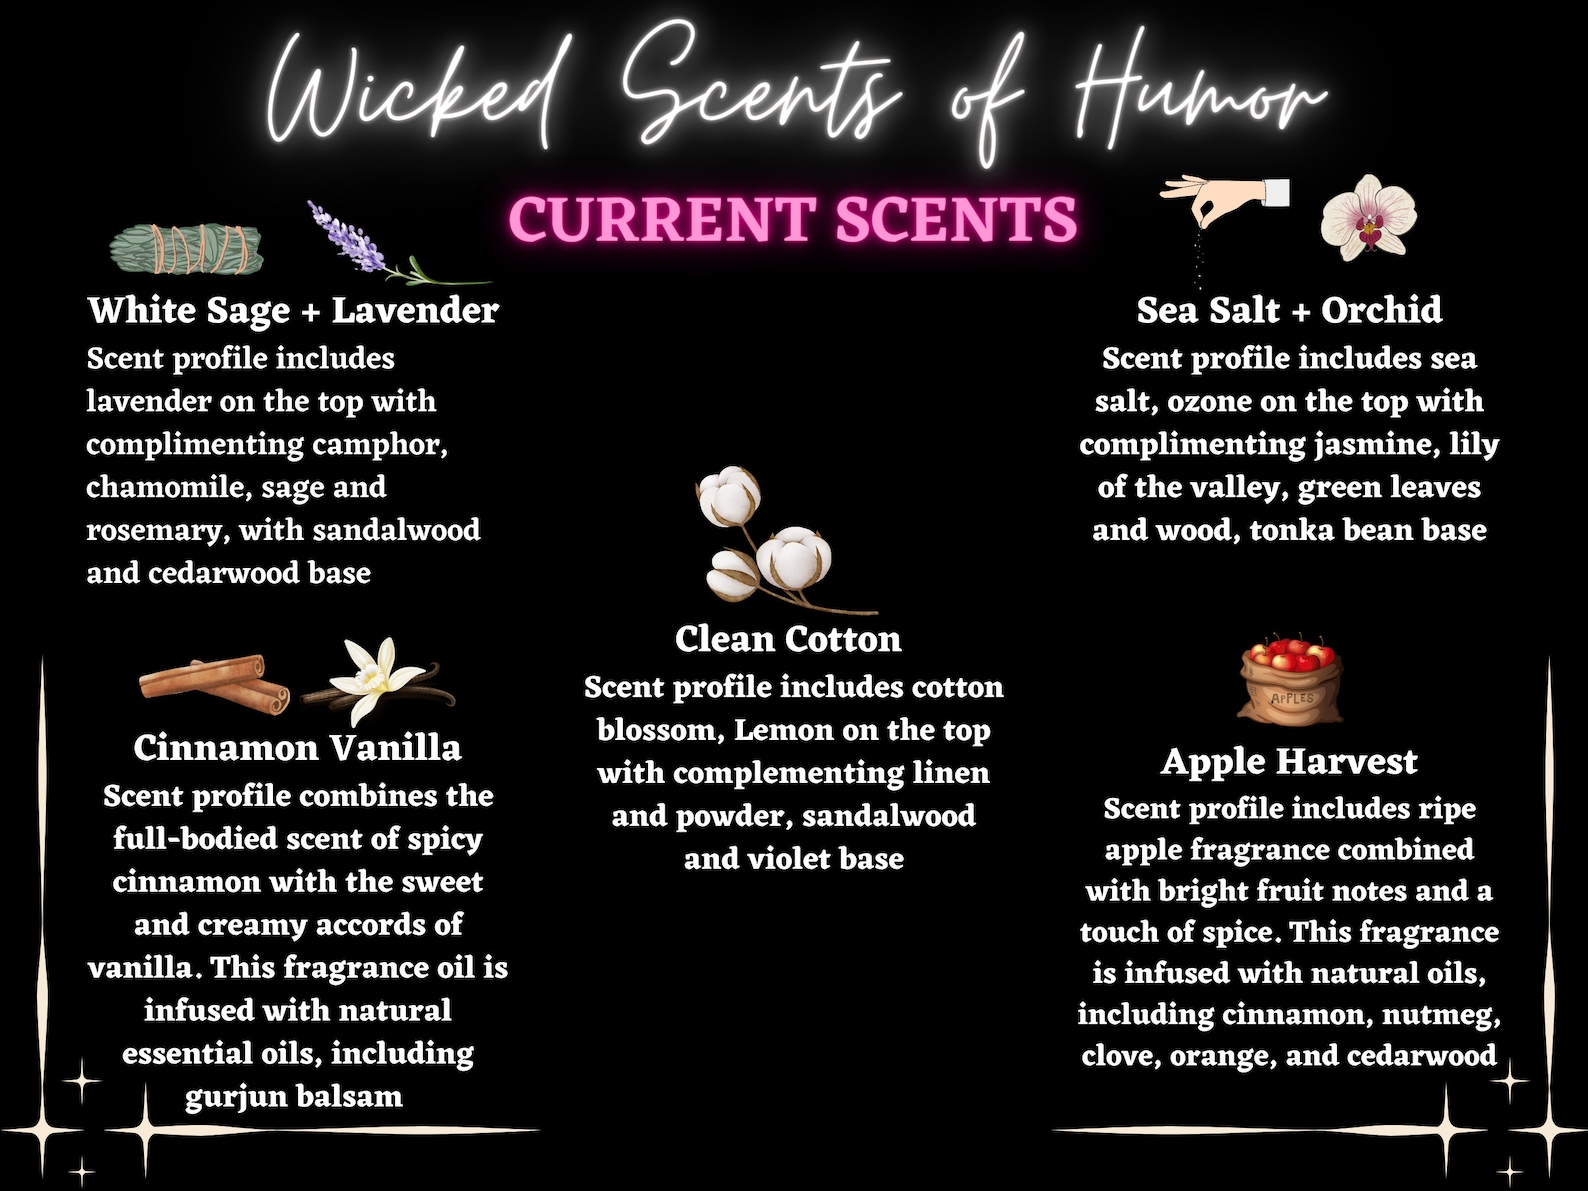 Wicked Scents of Humor
CURRENT SCENTS
White Sage + Lavender
Scent profile includes
lavender on the top with
complimenting camphor,
chamomile, sage and
rosemary, with sandalwood
and cedarwood base
Sea Salt + Orchid
Scent profile includes sea
salt, ozone on the top with
complimenting jasmine, lily
of the valley, green leaves
and wood, tonka bean base
Clean Cotton
Scent profile includes cotton
blossom, Lemon on the top
with complementing linen
and powder, sandalwood
and violet base
Cinnamon Vanilla
Scent profile combines the
full-bodied scent of spicy
cinnamon with the sweet
and creamy accords of
vanilla. This fragrance oil is
infused with natural
essential oils, including
gurjun balsam
APPLES
Apple Harvest
Scent profile includes ripe
apple fragrance combined
with bright fruit notes and a
touch of spice. This fragrance
is infused with natural oils,
including cinnamon, nutmeg,
clove, orange, and cedarwood